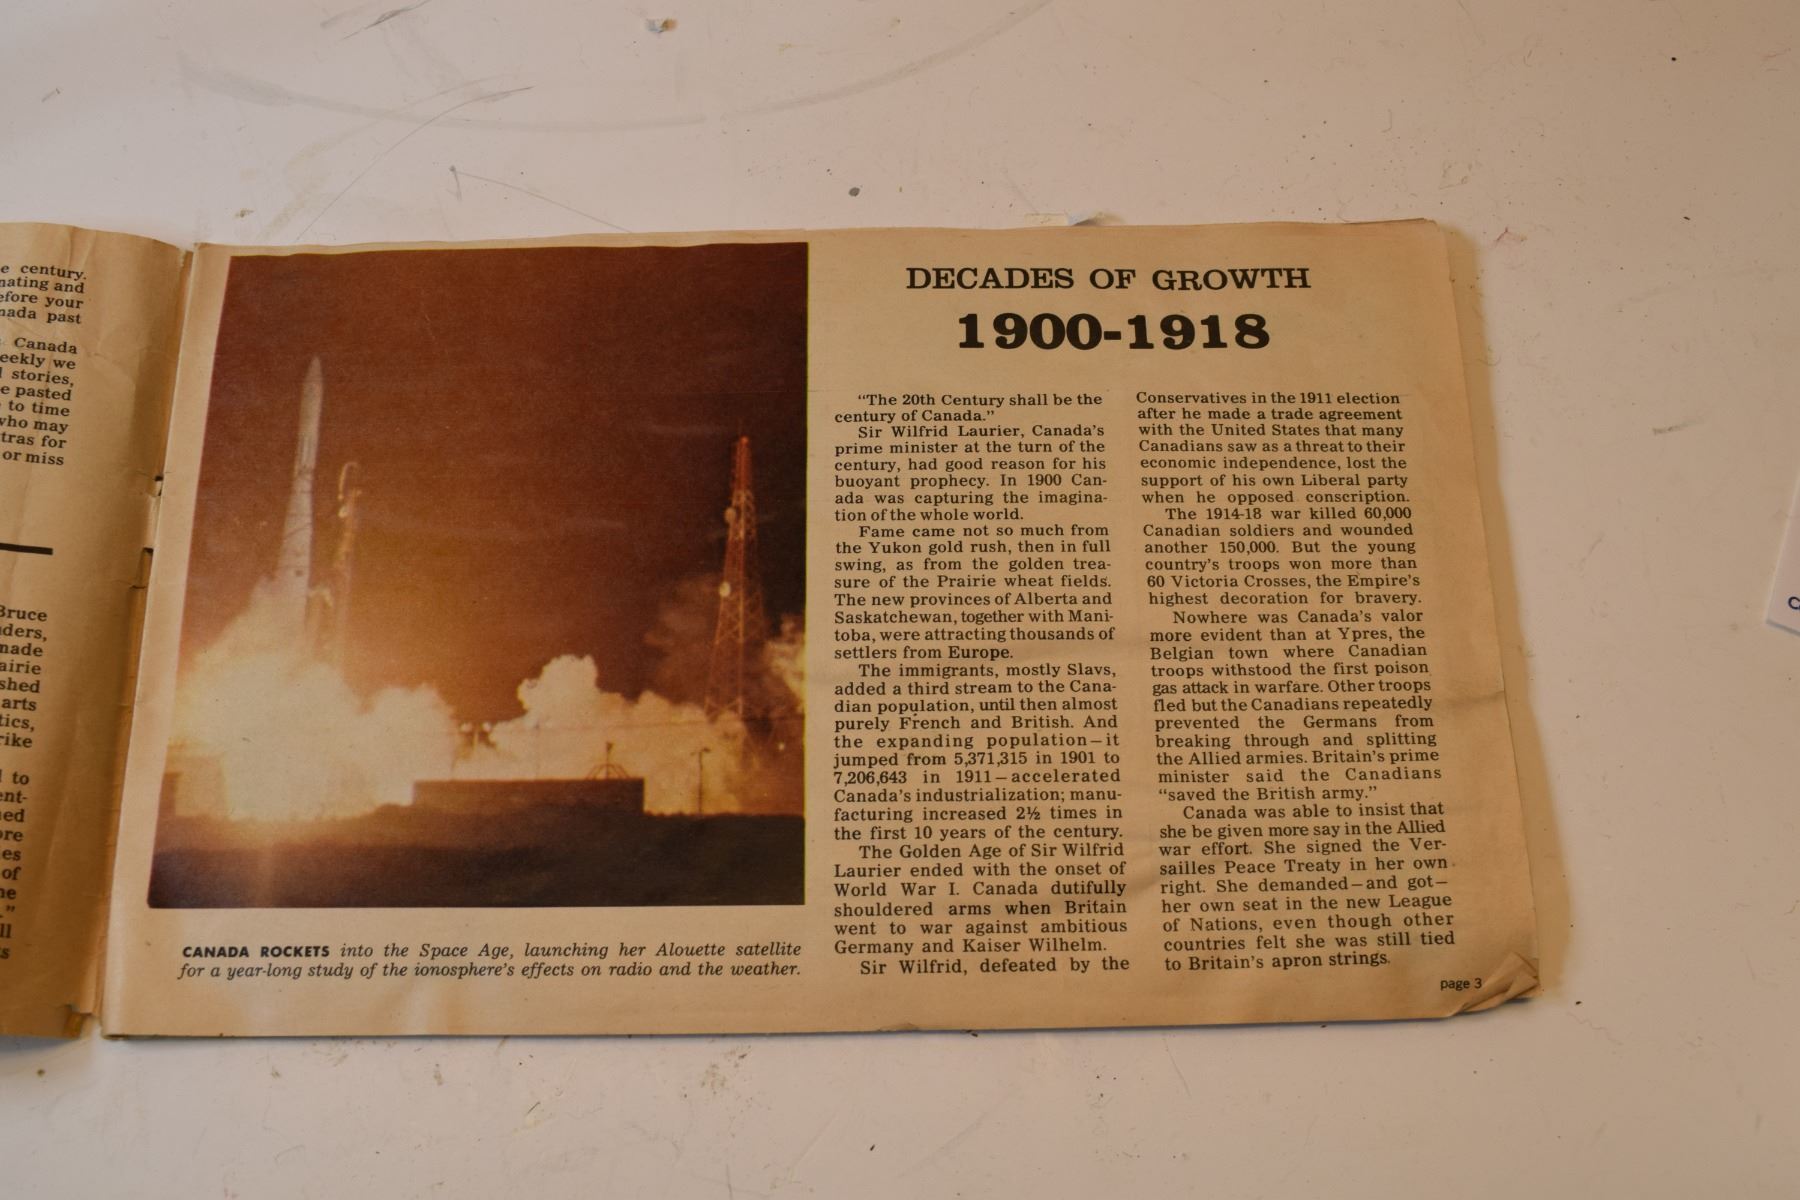 e century.
nating and
efore your
nada past
Canada
eekly we
stories,
e pasted
to time
who may
tras for
or miss
Bruce
ders,
made
airie
shed
arts
tics,
rike
to
ent-
ed
ore
es
of
he
."
ll
s
CANADA ROCKETS into the Space Age, launching her Alouette satellite
for a year-long study of the ionosphere's effects on radio and the weather.
DECADES OF GROWTH
1900-1918
"The 20th Century shall be the
century of Canada."
Sir Wilfrid Laurier, Canada's
prime minister at the turn of the
century, had good reason for his
buoyant prophecy. In 1900 Can-
ada was capturing the imagina-
tion of the whole world.
Fame came not so much from
the Yukon gold rush, then in full
swing, as from the golden trea-
sure of the Prairie wheat fields.
The new provinces of Alberta and
Saskatchewan, together with Mani-
toba, were attracting thousands of
settlers from Europe.
The immigrants, mostly Slavs,
added a third stream to the Cana-
dian population, until then almost
purely French and British. And
the expanding population—it
jumped from 5,371,315 in 1901 to
7,206,643 in 1911—accelerated
Canada's industrialization; manu-
facturing increased 2½ times in
the first 10 years of the century.
The Golden Age of Sir Wilfrid
Laurier ended with the onset of
World War I. Canada dutifully
shouldered arms when Britain
went to war against ambitious
Germany and Kaiser Wilhelm.
Sir Wilfrid, defeated by the
Conservatives in the 1911 election
after he made a trade agreement
with the United States that many
Canadians saw as a threat to their
economic independence, lost the
support of his own Liberal party
when he opposed conscription.
The 1914-18 war killed 60,000
Canadian soldiers and wounded
another 150,000. But the young
country's troops won more than
60 Victoria Crosses, the Empire's
highest decoration for bravery.
Nowhere was Canada's valor
more evident than at Ypres, the
Belgian town where Canadian
troops withstood the first poison
gas attack in warfare. Other troops
fled but the Canadians repeatedly
prevented the Germans from
breaking through and splitting
the Allied armies. Britain's prime
minister said the Canadians
"saved the British army."
Canada was able to insist that
she be given more say in the Allied
war effort. She signed the Ver-
sailles Peace Treaty in her own
right. She demanded—and got—
her own seat in the new League
of Nations, even though other
countries felt she was still tied
to Britain's apron strings.
page 3